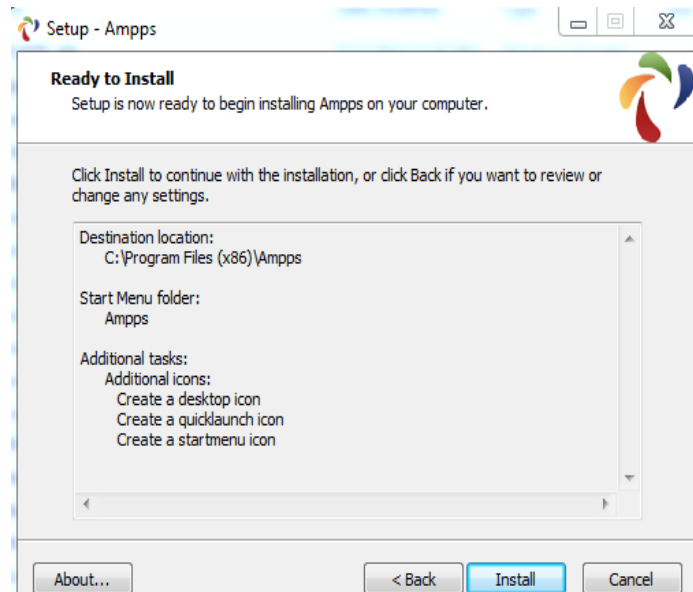 Setup - Ampps
Ready to Install
Setup is now ready to begin installing Ampps on your computer.
Click Install to continue with the installation, or click Back if you want to review or
change any settings.
Destination location:
C:\Program Files (x86)\Ampps
Start Menu folder:
Ampps
Additional tasks:
Additional icons:
Create a desktop icon
Create a quicklaunch icon
Create a startmenu icon
About...
< Back
Install
Cancel